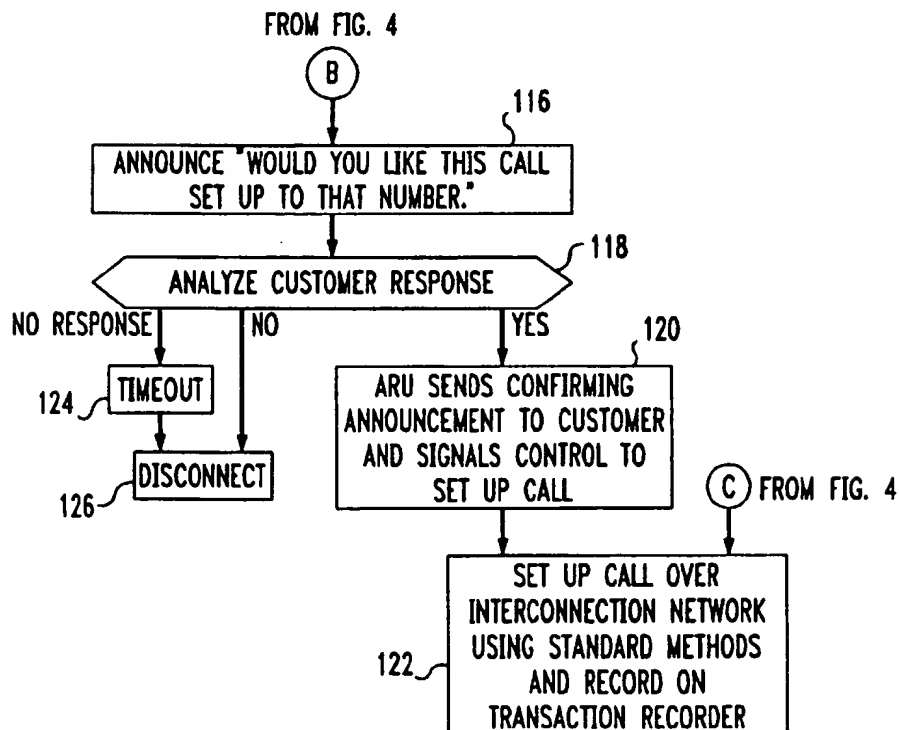 FROM FIG. 4
B
116
ANNOUNCE "WOULD YOU LIKE THIS CALL
SET UP TO THAT NUMBER."
118
ANALYZE CUSTOMER RESPONSE
NO RESPONSE
NO
YES
120
124
TIMEOUT
ARU SENDS CONFIRMING
ANNOUNCEMENT TO CUSTOMER
AND SIGNALS CONTROL TO
SET UP CALL
126
DISCONNECT
C
FROM FIG. 4
122
SET UP CALL OVER
INTERCONNECTION NETWORK
USING STANDARD METHODS
AND RECORD ON
TRANSACTION RECORDER